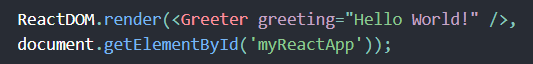 ReactDOM.render(<Greeter greeting="Hello World!" />,
document.getElementById('myReactApp'));